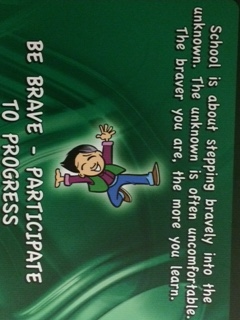 School is about stepping bravely into the
unknown. The unknown is often uncomfortable.
The braver you are, the more you learn.
BE BRAVE - PARTICIPATE
TO PROGRESS